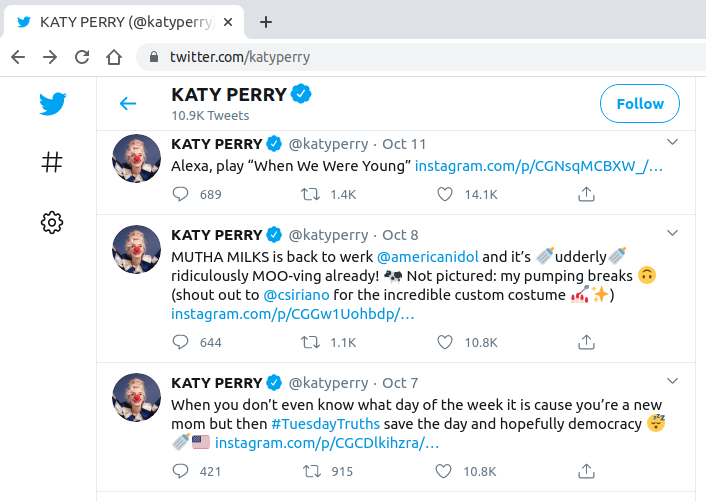 KATY PERRY (@katyperry)
twitter.com/katyperry
KATY PERRY
10.9K Tweets
Follow
KATY PERRY @katyperry · Oct 11
Alexa, play “When We Were Young” instagram.com/p/CGNsqMCBXW_/…
689 1.4K 14.1K
KATY PERRY @katyperry · Oct 8
MUTHA MILKS is back to werk @americanidol and it’s 🍼udderly🍼
ridiculously MOO-ving already! 🐄 Not pictured: my pumping breaks 🙃
(shout out to @csiriano for the incredible custom costume 💅✨)
instagram.com/p/CGGw1Uohbdp/…
644 1.1K 10.8K
KATY PERRY @katyperry · Oct 7
When you don’t even know what day of the week it is cause you’re a new
mom but then #TuesdayTruths save the day and hopefully democracy 😴
🍼🇺🇸 instagram.com/p/CGCDlkihzra/…
421 915 10.8K